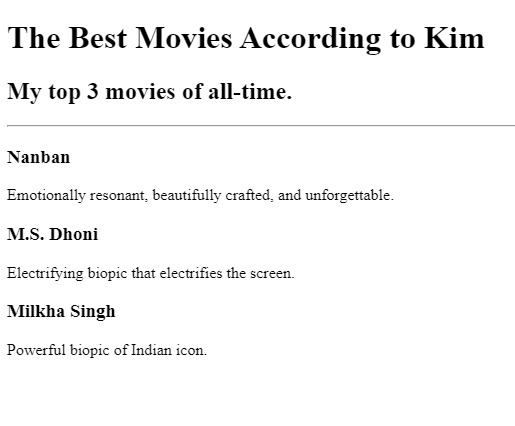 The Best Movies According to Kim
My top 3 movies of all-time.
Nanban
Emotionally resonant, beautifully crafted, and unforgettable.
M.S. Dhoni
Electrifying biopic that electrifies the screen.
Milkha Singh
Powerful biopic of Indian icon.